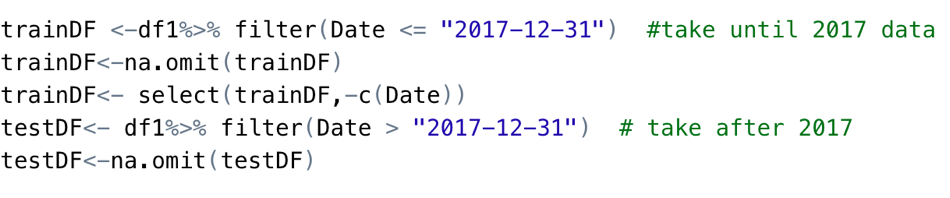 trainDF <-df1%>% filter(Date <= "2017-12-31")  #take until 2017 data
trainDF<-na.omit(trainDF)
trainDF<- select(trainDF,-c(Date))
testDF<- df1%>% filter(Date > "2017-12-31")  # take after 2017
testDF<-na.omit(testDF)